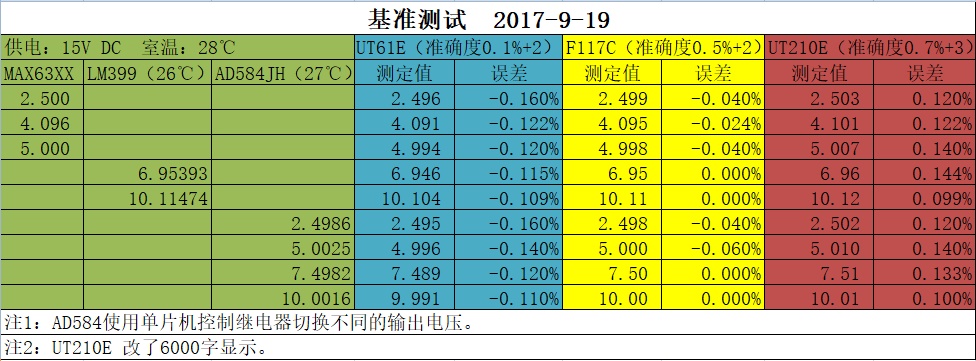 基准测试 2017-9-19
供电：15V DC 室温：28℃ UT61E（准确度0.1%+2） F117C（准确度0.5%+2） UT210E（准确度0.7%+3）
MAX63XX LM399（26℃） AD584JH（27℃） 测定值 误差 测定值 误差 测定值 误差
2.500 2.496 -0.160% 2.499 -0.040% 2.503 0.120%
4.096 4.091 -0.122% 4.095 -0.024% 4.101 0.122%
5.000 4.994 -0.120% 4.998 -0.040% 5.007 0.140%
6.95393 6.946 -0.115% 6.95 0.000% 6.96 0.144%
10.11474 10.104 -0.109% 10.11 0.000% 10.12 0.099%
2.4986 2.495 -0.160% 2.498 -0.040% 2.502 0.120%
5.0025 4.996 -0.140% 5.000 -0.060% 5.010 0.140%
7.4982 7.489 -0.120% 7.50 0.000% 7.51 0.133%
10.0016 9.991 -0.110% 10.00 0.000% 10.01 0.100%
注1：AD584使用单片机控制继电器切换不同的输出电压。
注2：UT210E 改了6000字显示。